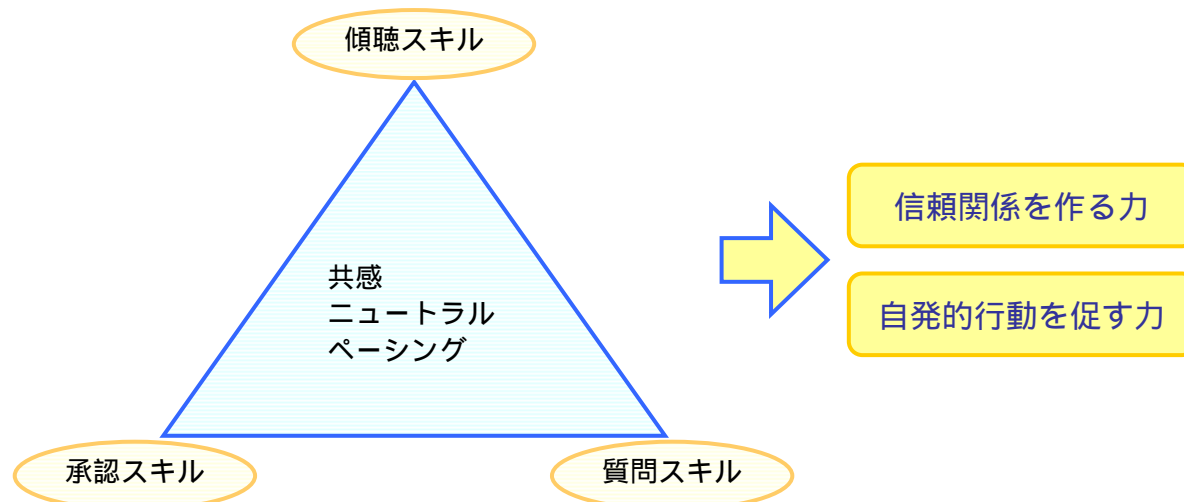 傾聴スキル
信頼関係を作る力
共感
ニュートラル
ペーシング
自発的行動を促す力
承認スキル
質問スキル